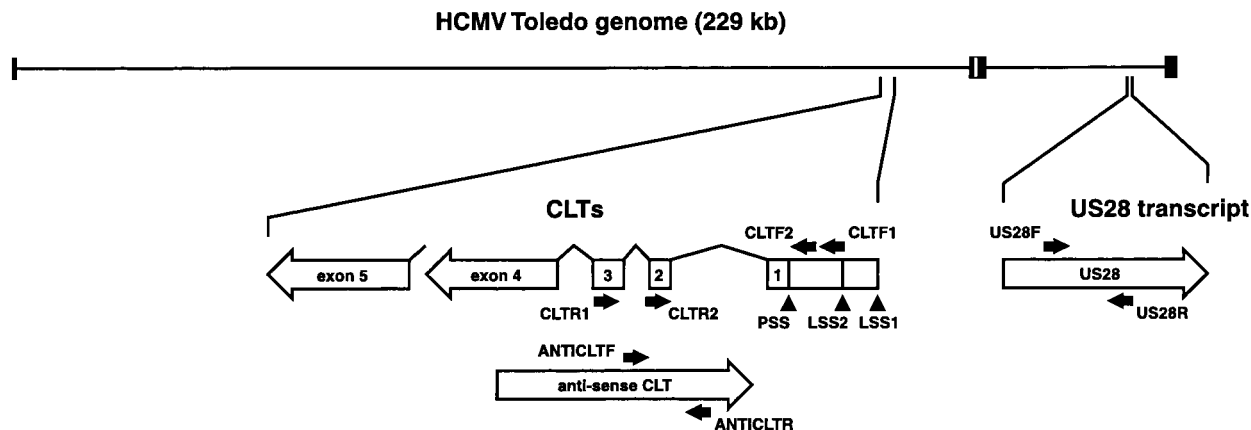 HCMV Toledo genome (229 kb)
CLTs
US28 transcript
CLTF2
CLTF1
US28F
exon 5
exon 4
3
2
1
US28
CLTR1
CLTR2
PSS
LSS2
LSS1
US28R
ANTICLTF
anti-sense CLT
ANTICLTR